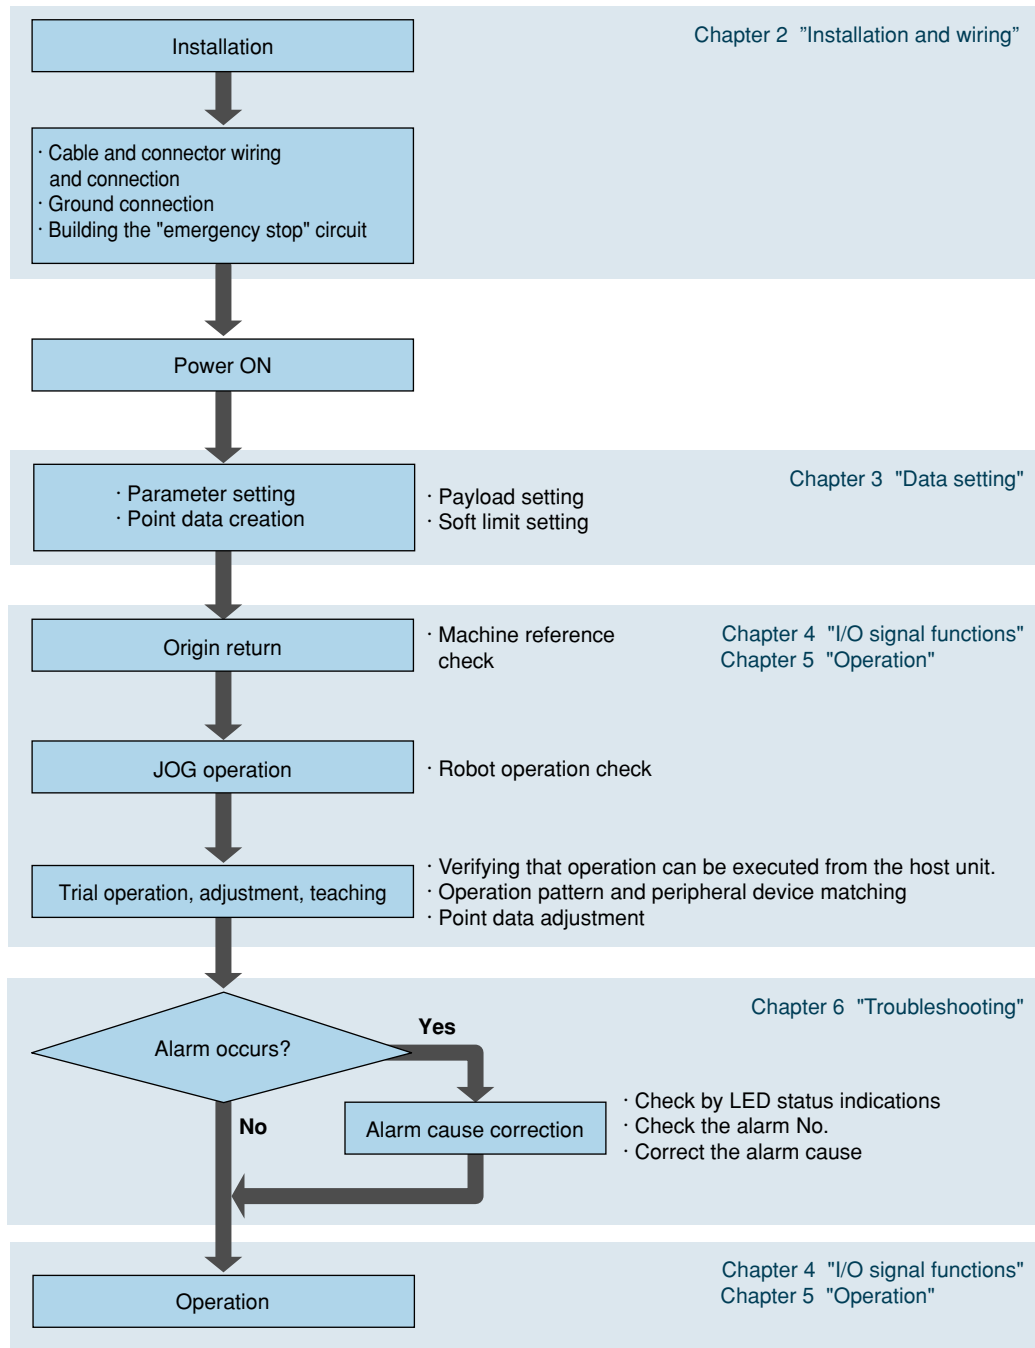 Installation
Chapter 2  ”Installation and wiring”
· Cable and connector wiring
and connection
· Ground connection
· Building the "emergency stop" circuit
Power ON
Chapter 3  "Data setting"
· Parameter setting
· Point data creation
· Payload setting
· Soft limit setting
Origin return
· Machine reference
check
Chapter 4  "I/O signal functions"
Chapter 5  "Operation"
JOG operation
· Robot operation check
Trial operation, adjustment, teaching
· Verifying that operation can be executed from the host unit.
· Operation pattern and peripheral device matching
· Point data adjustment
Chapter 6  "Troubleshooting"
Alarm occurs?
Yes
No
Alarm cause correction
· Check by LED status indications
· Check the alarm No.
· Correct the alarm cause
Operation
Chapter 4  "I/O signal functions"
Chapter 5  "Operation"